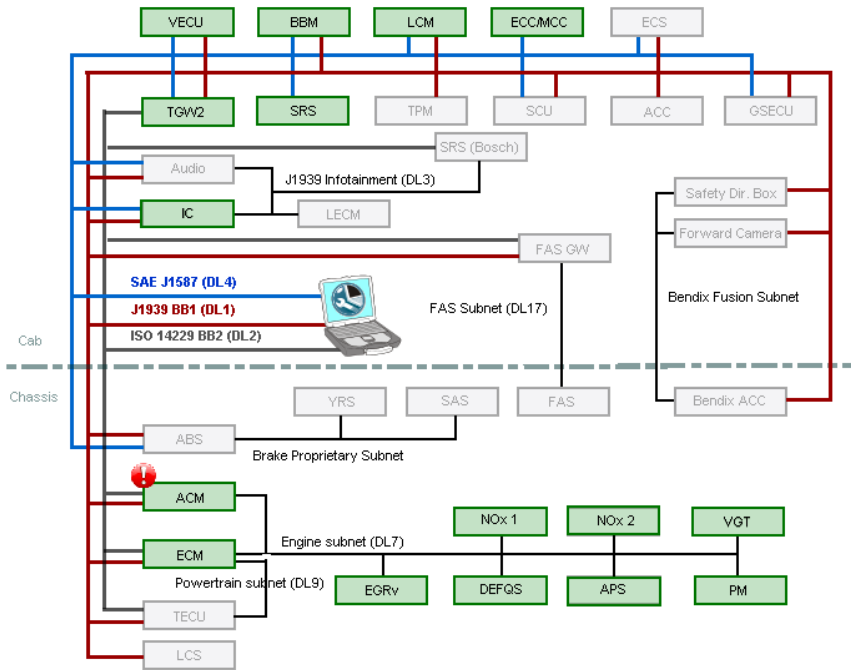 VECU
BBM
LCM
ECC/MCC
ECS
TGW2
SRS
TPM
SCU
ACC
GSECU
SRS (Bosch)
Audio
J1939 Infotainment (DL3)
Safety Dir. Box
IC
LECM
Forward Camera
FAS GW
SAE J1587 (DL4)
J1939 BB1 (DL1)
FAS Subnet (DL17)
Bendix Fusion Subnet
ISO 14229 BB2 (DL2)
Cab
Chassis
YRS
SAS
FAS
Bendix ACC
ABS
Brake Proprietary Subnet
ACM
NOx 1
NOx 2
VGT
Engine subnet (DL7)
ECM
Powertrain subnet (DL9)
EGRv
DEFQS
APS
PM
TECU
LCS